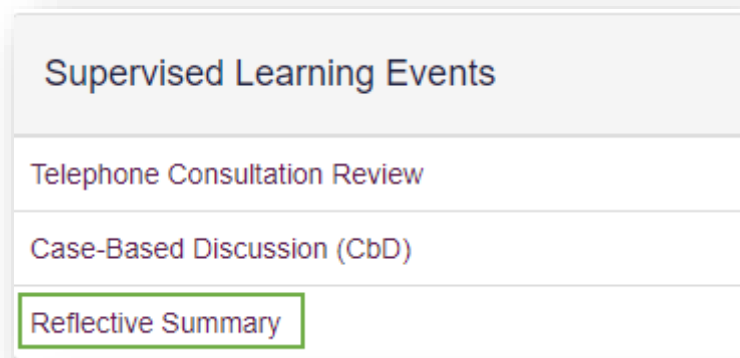 Supervised Learning Events
Telephone Consultation Review
Case-Based Discussion (CbD)
Reflective Summary